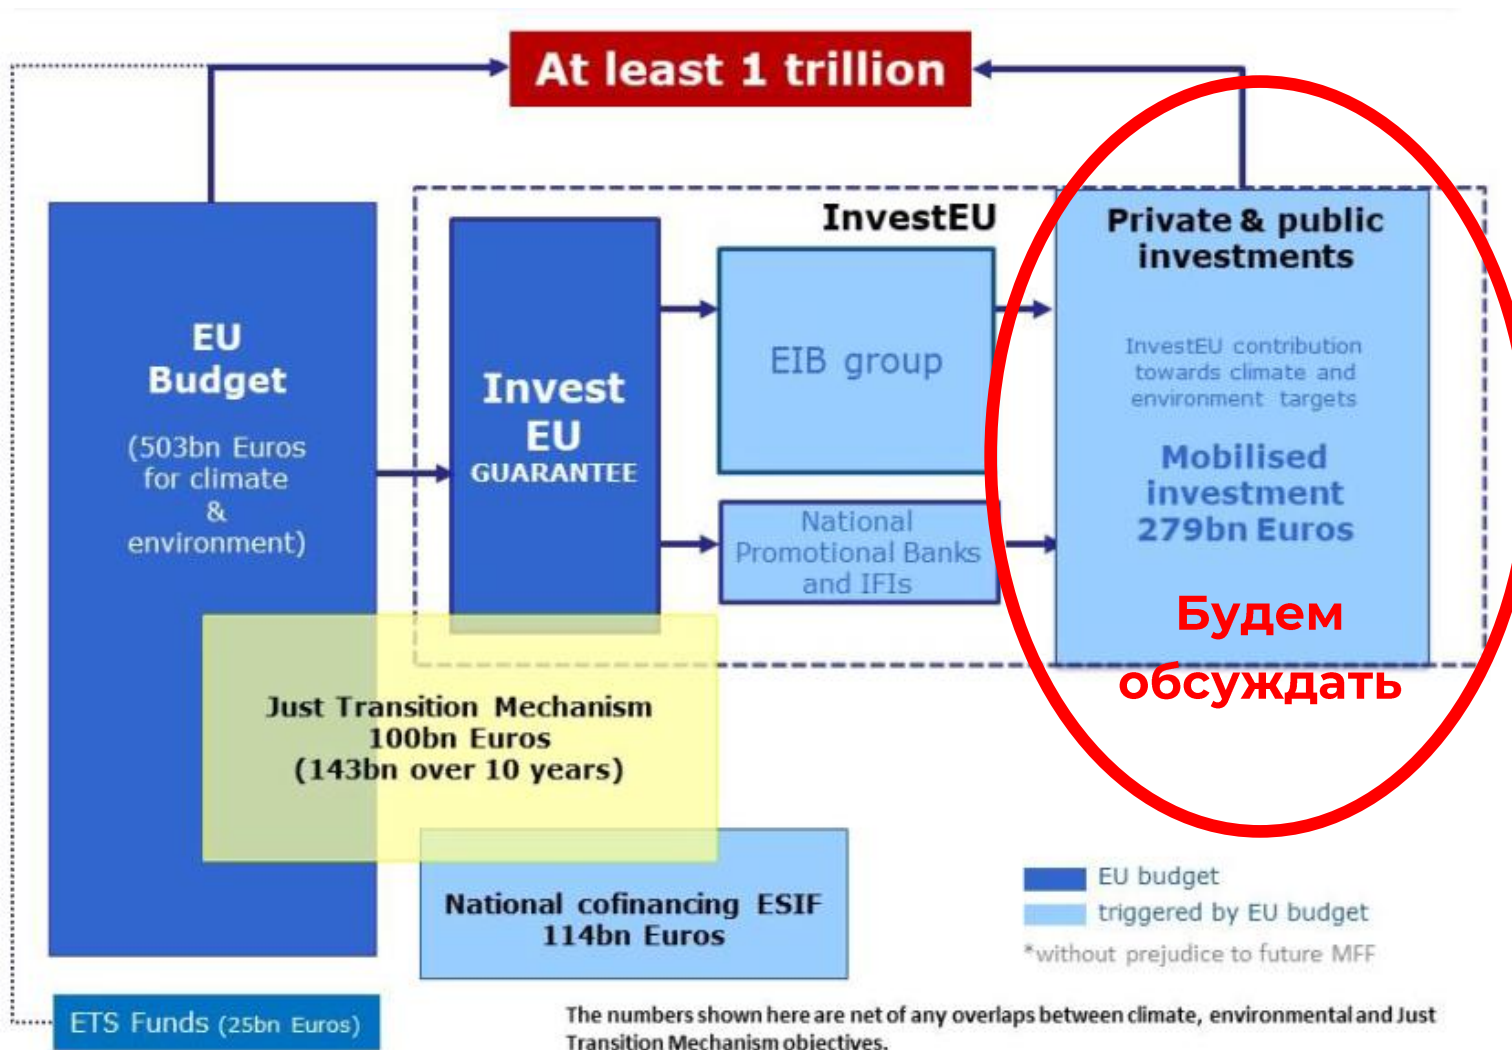 At least 1 trillion
EU
Budget
(503bn Euros
for climate
&
environment)
Invest
EU
GUARANTEE
InvestEU
EIB group
National
Promotional Banks
and IFIs
Private & public
investments
InvestEU contribution
towards climate and
environment targets
Mobilised
investment
279bn Euros
Будем
обсуждать
Just Transition Mechanism
100bn Euros
(143bn over 10 years)
National cofinancing ESIF
114bn Euros
EU budget
triggered by EU budget
*without prejudice to future MFF
ETS Funds (25bn Euros)
The numbers shown here are net of any overlaps between climate, environmental and Just
Transition Mechanism objectives.